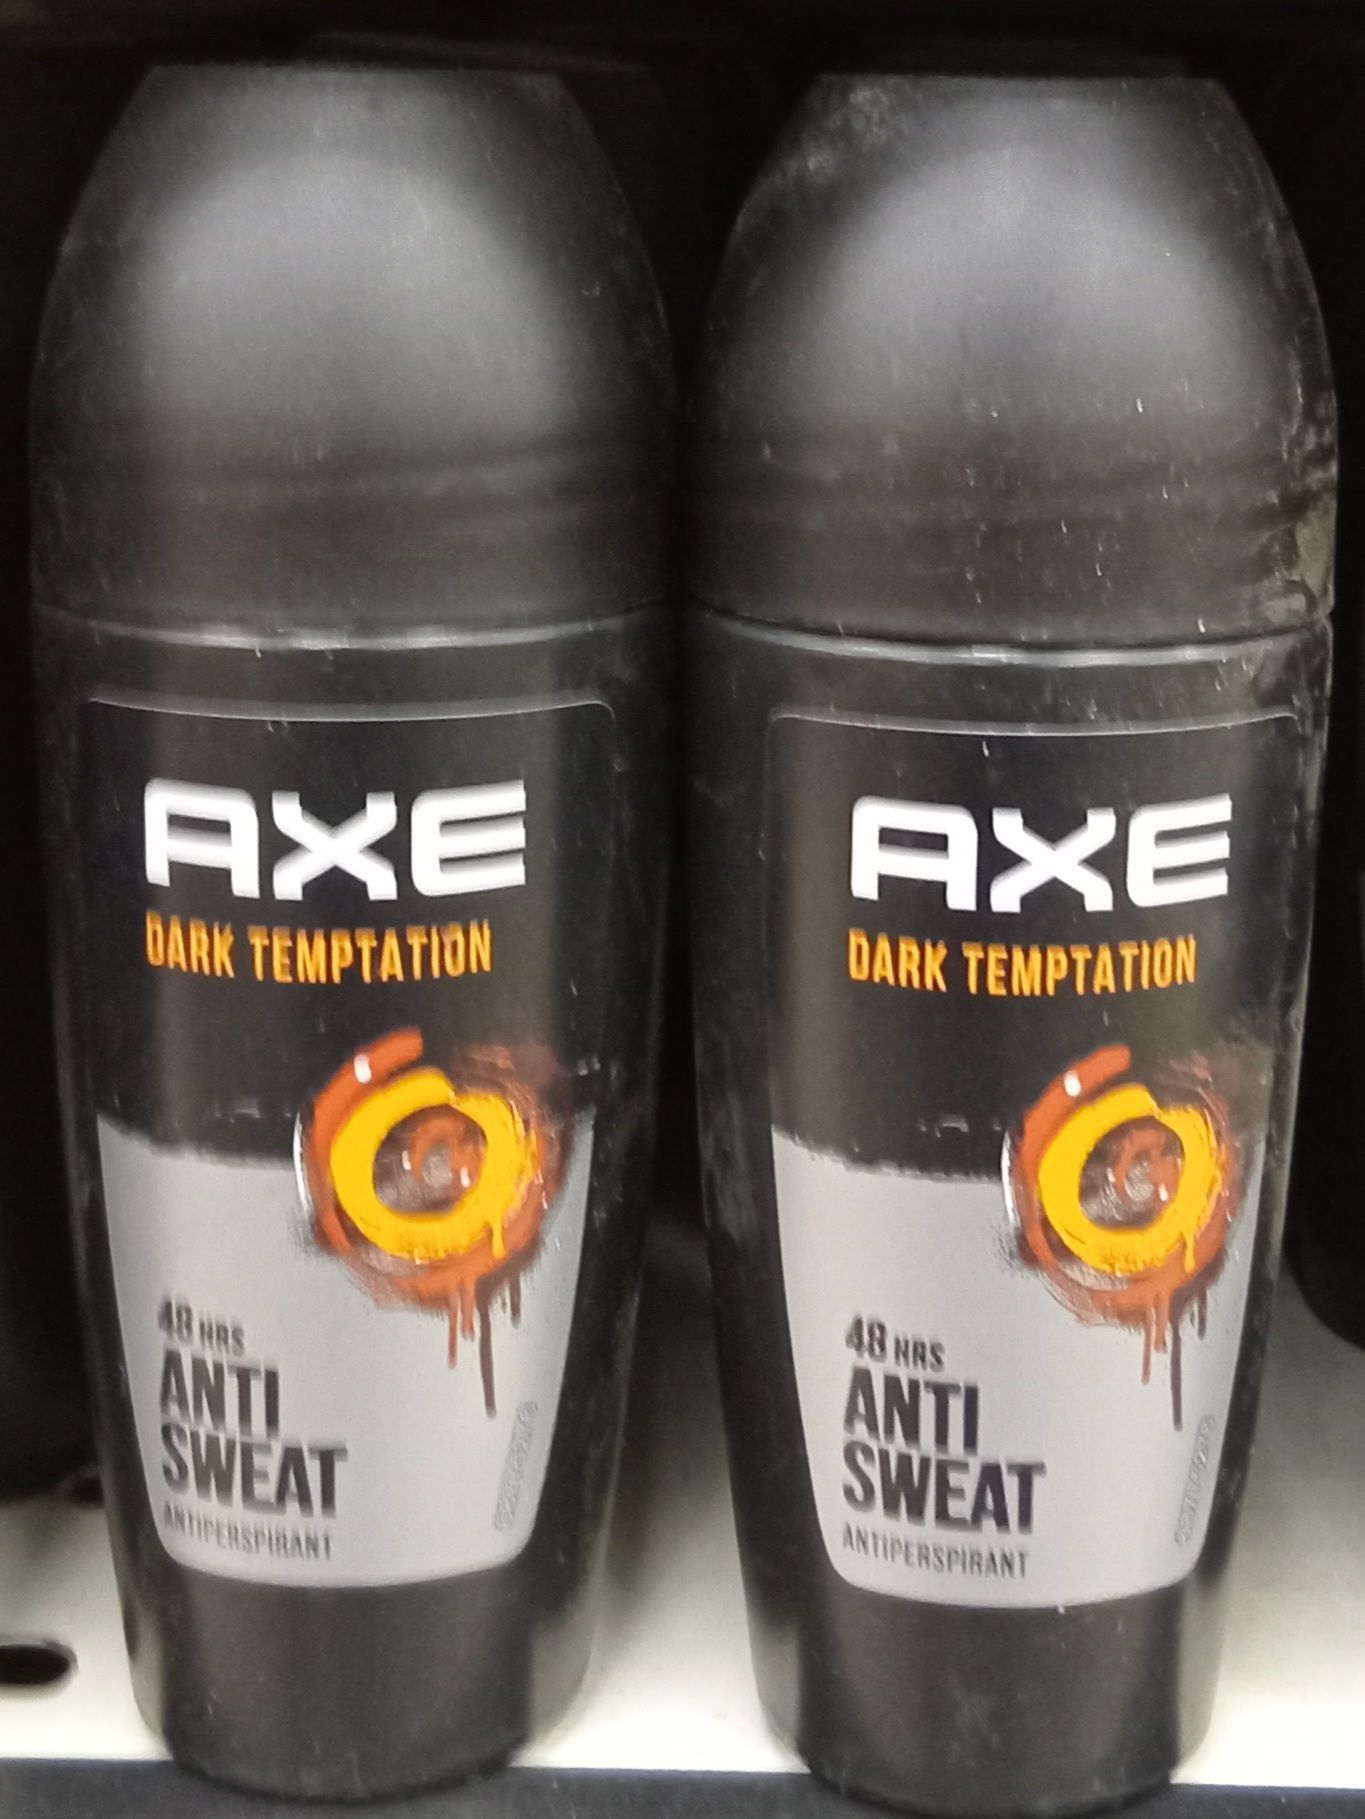 AXE
DARK TEMPTATION
48 HRS
ANTI
SWEAT
ANTIPERSPIRANT
AXE
DARK TEMPTATION
48 HRS
ANTI
SWEAT
ANTIPERSPIRANT